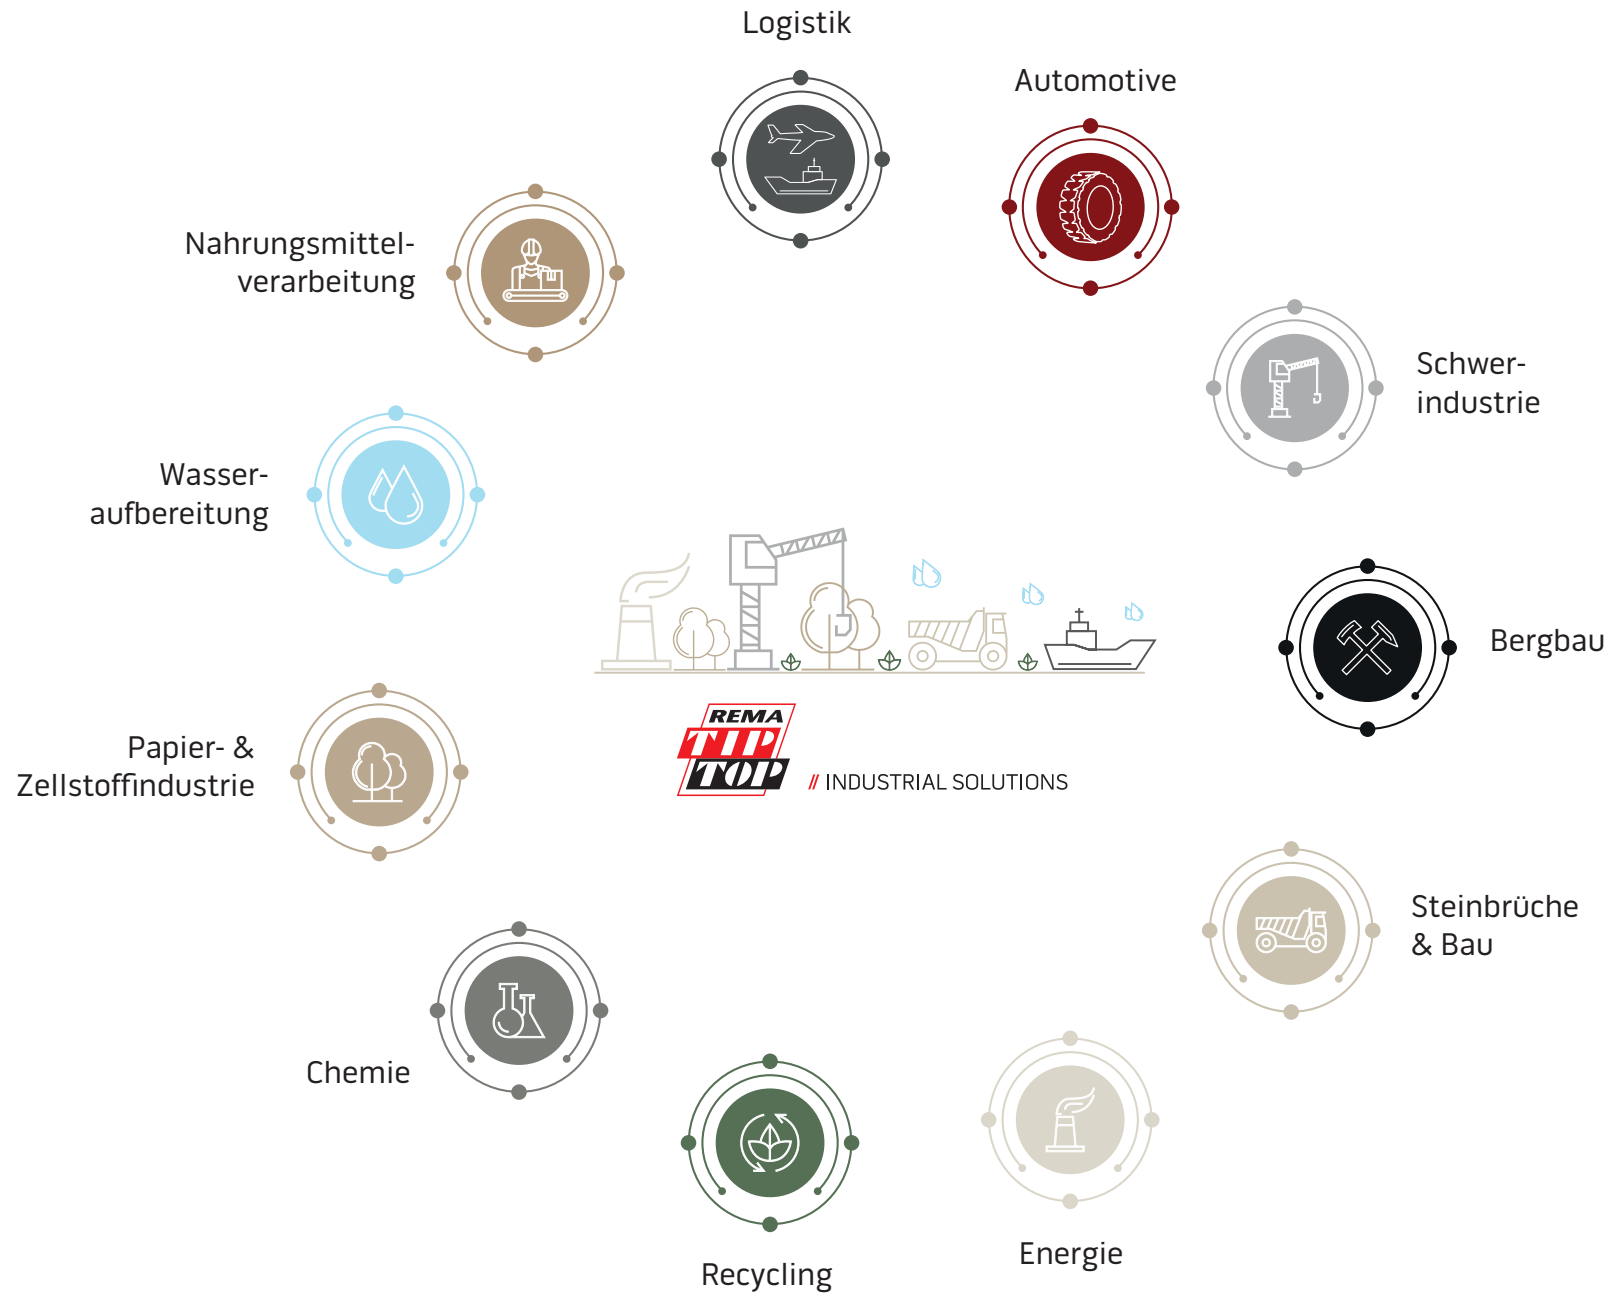 Logistik
Automotive
Nahrungsmittel-
verarbeitung
Schwer-
industrie
Wasser-
aufbereitung
Bergbau
REMA
TIP
TOP
// INDUSTRIAL SOLUTIONS
Papier- &
Zellstoffindustrie
Steinbrüche
& Bau
Chemie
Energie
Recycling